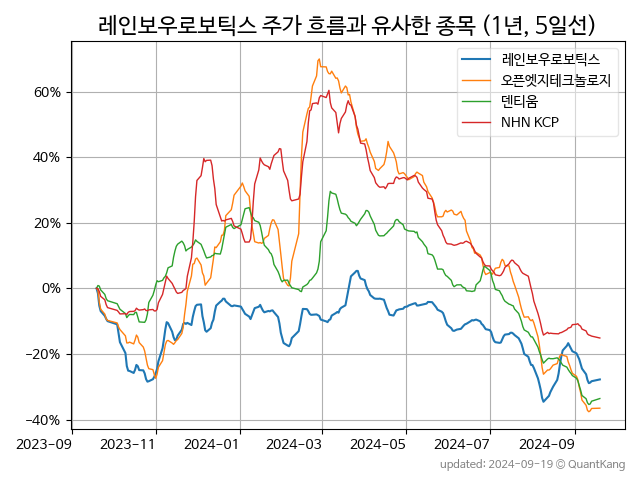 레인보우로보틱스 주가 흐름과 유사한 종목 (1년, 5일선)
레인보우로보틱스
오픈엣지테크놀로지
덴티움
NHN KCP
60%
40%
20%
0%
−20%
−40%
2023-09
2023-11
2024-01
2024-03
2024-05
2024-07
2024-09
updated: 2024-09-19 © QuantKang